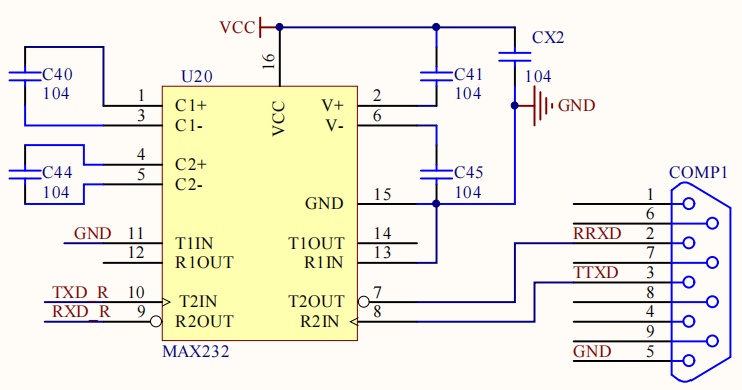 VCC
CX2
104
GND
16
C40
104
U20
C41
104
1 C1+ VCC V+ 2
3 C1- V- 6
4 C2+
5 C2-
C44
104
C45
104
COMP1
GND 15
1
6
GND 11 T1IN T1OUT 14
RRXD 2
12 R1OUT R1IN 13
7
TTXD 3
TXD_R 10 T2IN T2OUT 7
8
RXD_R 9 R2OUT R2IN 8
4
9
MAX232
GND 5